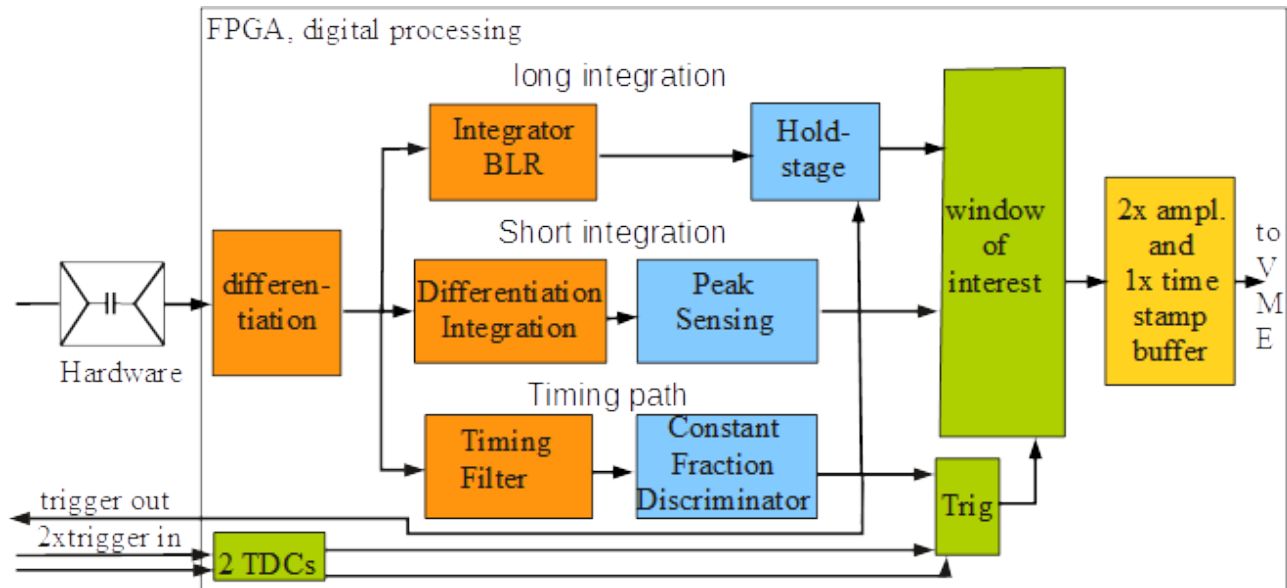 FPGA, digital processing
long integration
Integrator
BLR
Hold-
stage
Short integration
differen-
tiation
Differentiation
Integration
Peak
Sensing
window
of
interest
2x ampl.
and
1x time
stamp
buffer
to
V
M
E
Hardware
Timing path
Timing
Filter
Constant
Fraction
Discriminator
Trig
trigger out
2xtrigger in
2 TDCs